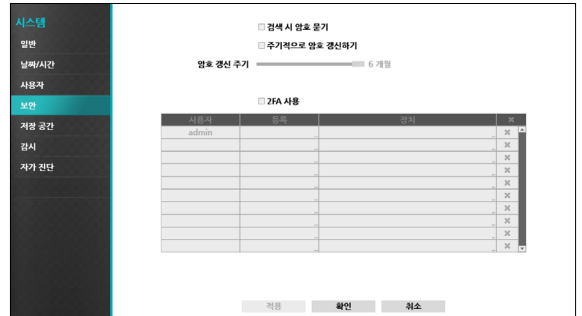 시스템
일반
날짜/시간
사용자
보안
저장 공간
감시
자가 진단
검색 시 암호 묻기
주기적으로 암호 갱신하기
암호 갱신 주기 6 개월
2FA 사용
사용자 등록 장치
admin
적용 확인 취소